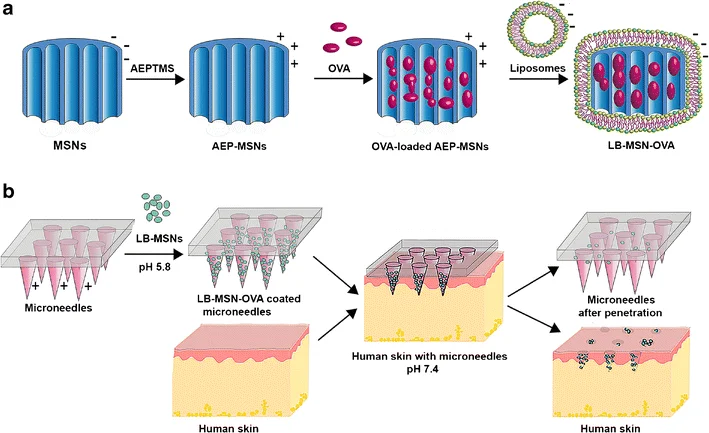 a
- - -
+ + + +
- - -
AEPTMS
OVA
Liposomes
- - -
MSNs
AEP-MSNs
OVA-loaded AEP-MSNs
LB-MSN-OVA
b
LB-MSNs
pH 5.8
+ + +
Microneedles
LB-MSN-OVA coated
microneedles
Human skin with microneedles
pH 7.4
Microneedles
after penetration
Human skin
Human skin